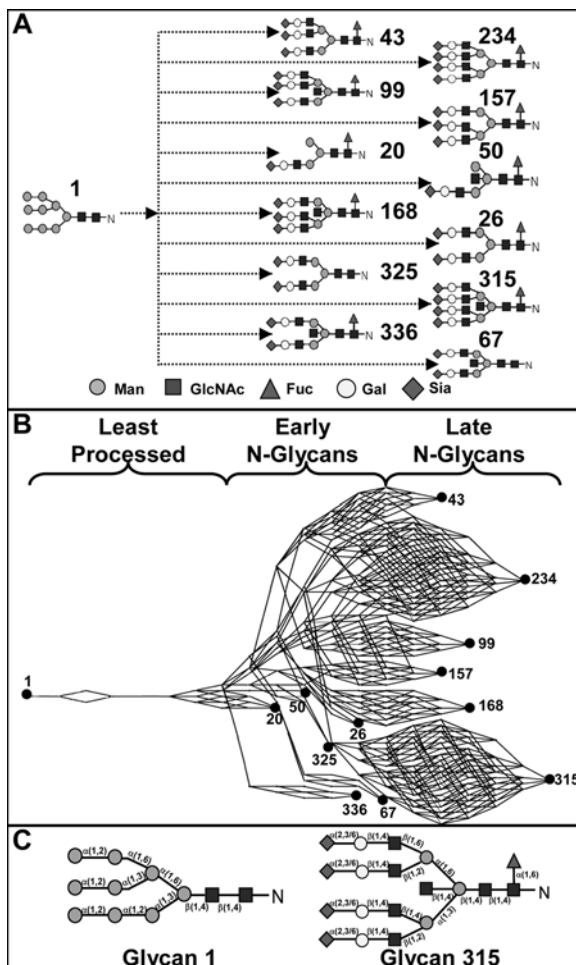 A
43
234
N
N
99
157
N
N
1
20
50
N
N
N
168
26
N
N
325
315
N
N
336
67
N
N
Man GlcNAc Fuc Gal Sia
B
Least Early Late
Processed N-Glycans N-Glycans
43
234
1
99
157
50
20
26
168
325
315
336
67
C
α(1,2) α(1,6)
α(1,2) α(1,3) α(1,6)
α(1,2) α(1,2) α(1,3)
β(1,4) β(1,4)
N
Glycan 1
α(2,3/6) β(1,4) β(1,6)
α(2,3/6) β(1,4) β(1,2) α(1,6)
β(1,4) β(1,4) β(1,4) α(1,6)
N
α(2,3/6) β(1,4) β(1,4) α(1,3)
α(2,3/6) β(1,4) β(1,2)
Glycan 315